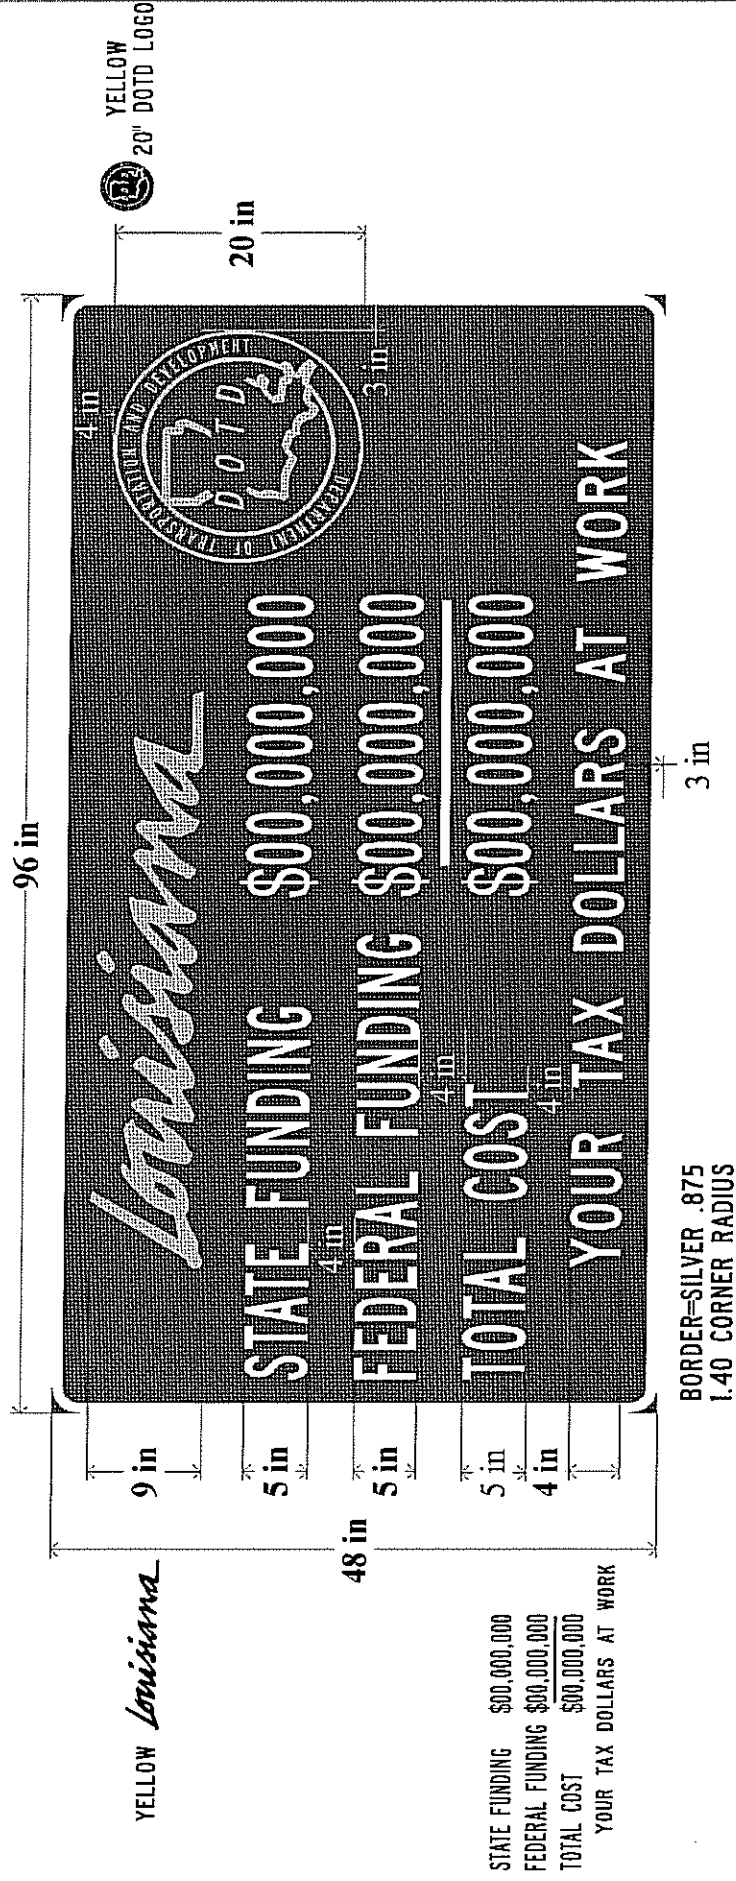 96 in
YELLOW
20" DOTD LOGO
YELLOW Louisiana
9 in
Louisiana
4 in
DEPARTMENT OF TRANSPORTATION AND DEVELOPMENT
DOTD
20 in
3 in
48 in
5 in
STATE FUNDING $00,000,000
4 in
5 in
FEDERAL FUNDING $00,000,000
4 in
5 in
TOTAL COST $00,000,000
4 in
4 in
YOUR TAX DOLLARS AT WORK
3 in
STATE FUNDING $00,000,000
FEDERAL FUNDING $00,000,000
TOTAL COST $00,000,000
YOUR TAX DOLLARS AT WORK
BORDER=SILVER .875
1.40 CORNER RADIUS